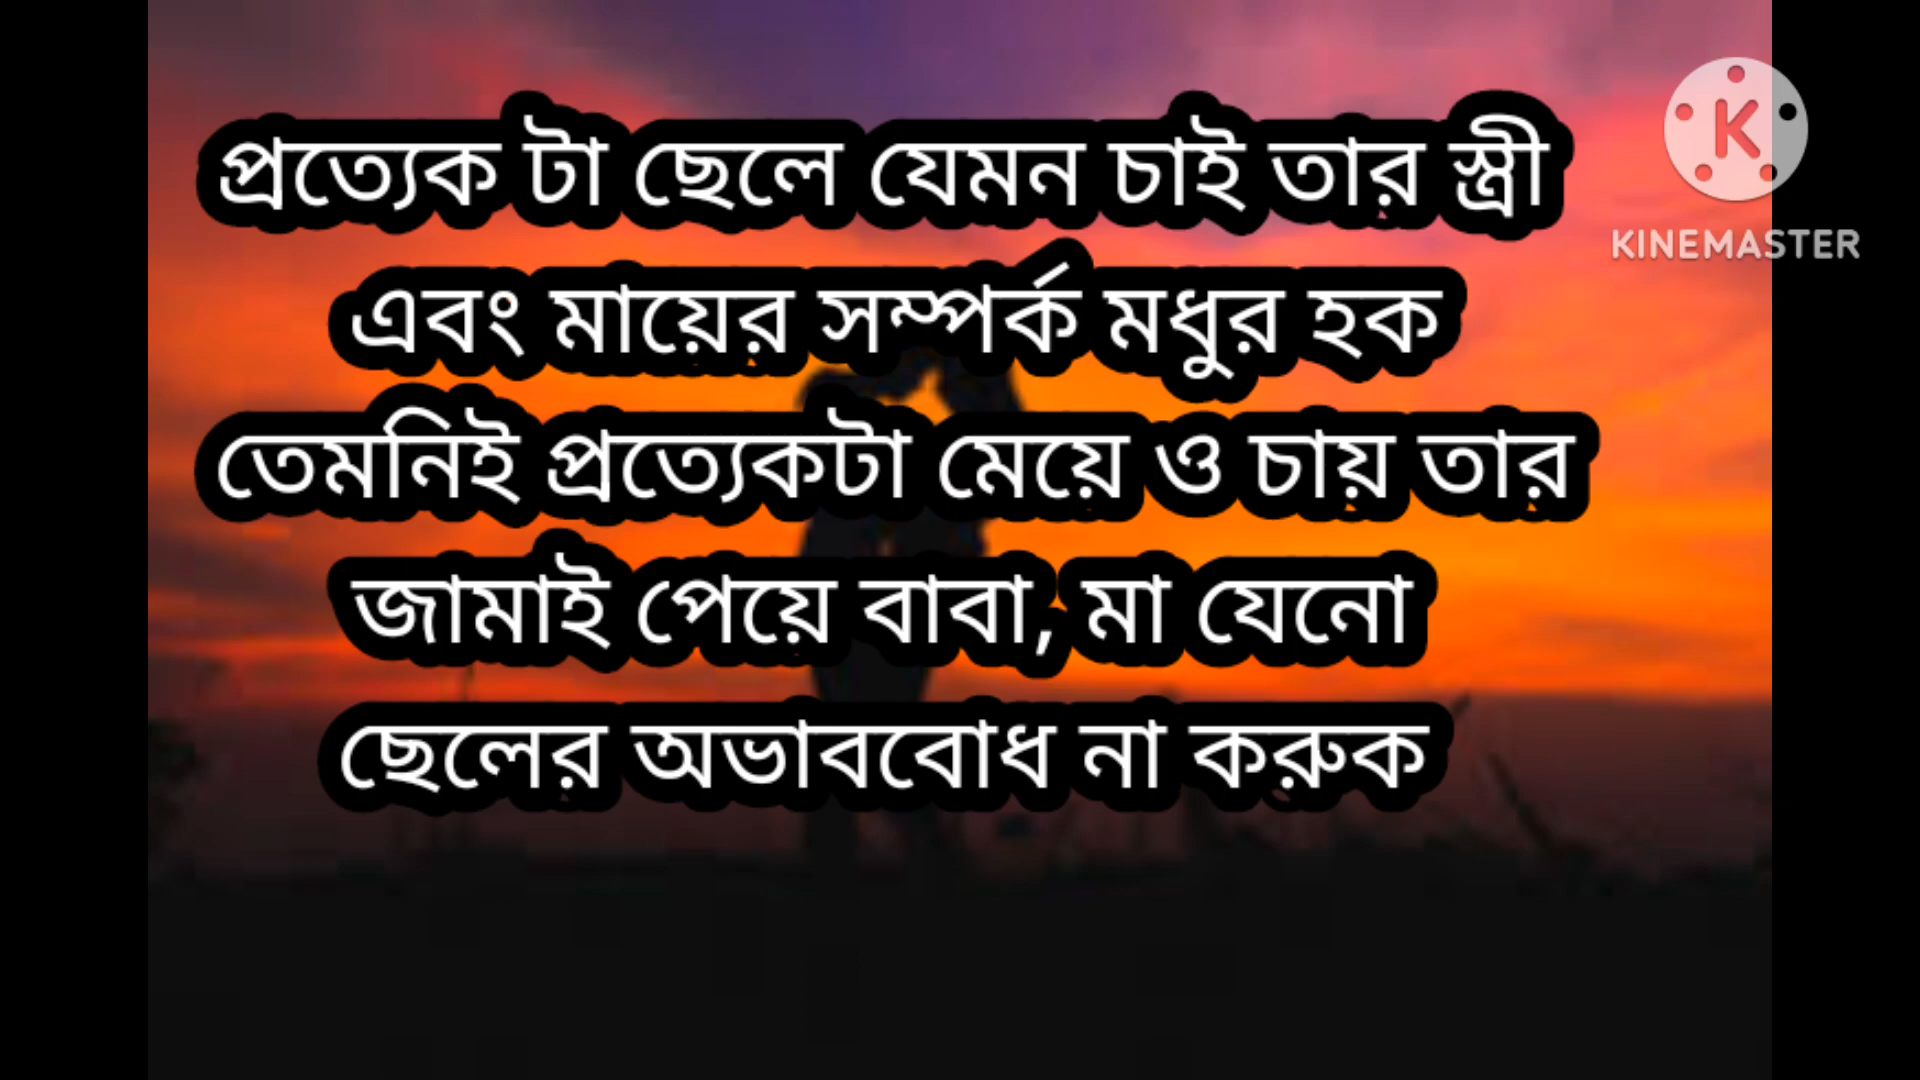 প্রত্যেক টা ছেলে যেমন চাই তার স্ত্রী
এবং মায়ের সম্পর্ক মধুর হক
তেমনিই প্রত্যেকটা মেয়ে ও চায় তার
জামাই পেয়ে বাবা, মা যেনো
ছেলের অভাববোধ না করুক
K
KINEMASTER